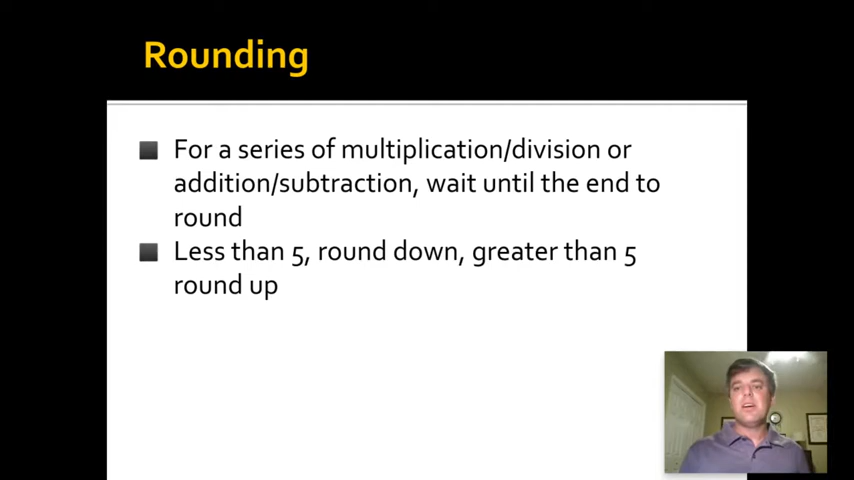 Rounding
For a series of multiplication/division or
addition/subtraction, wait until the end to
round
Less than 5, round down, greater than 5
round up